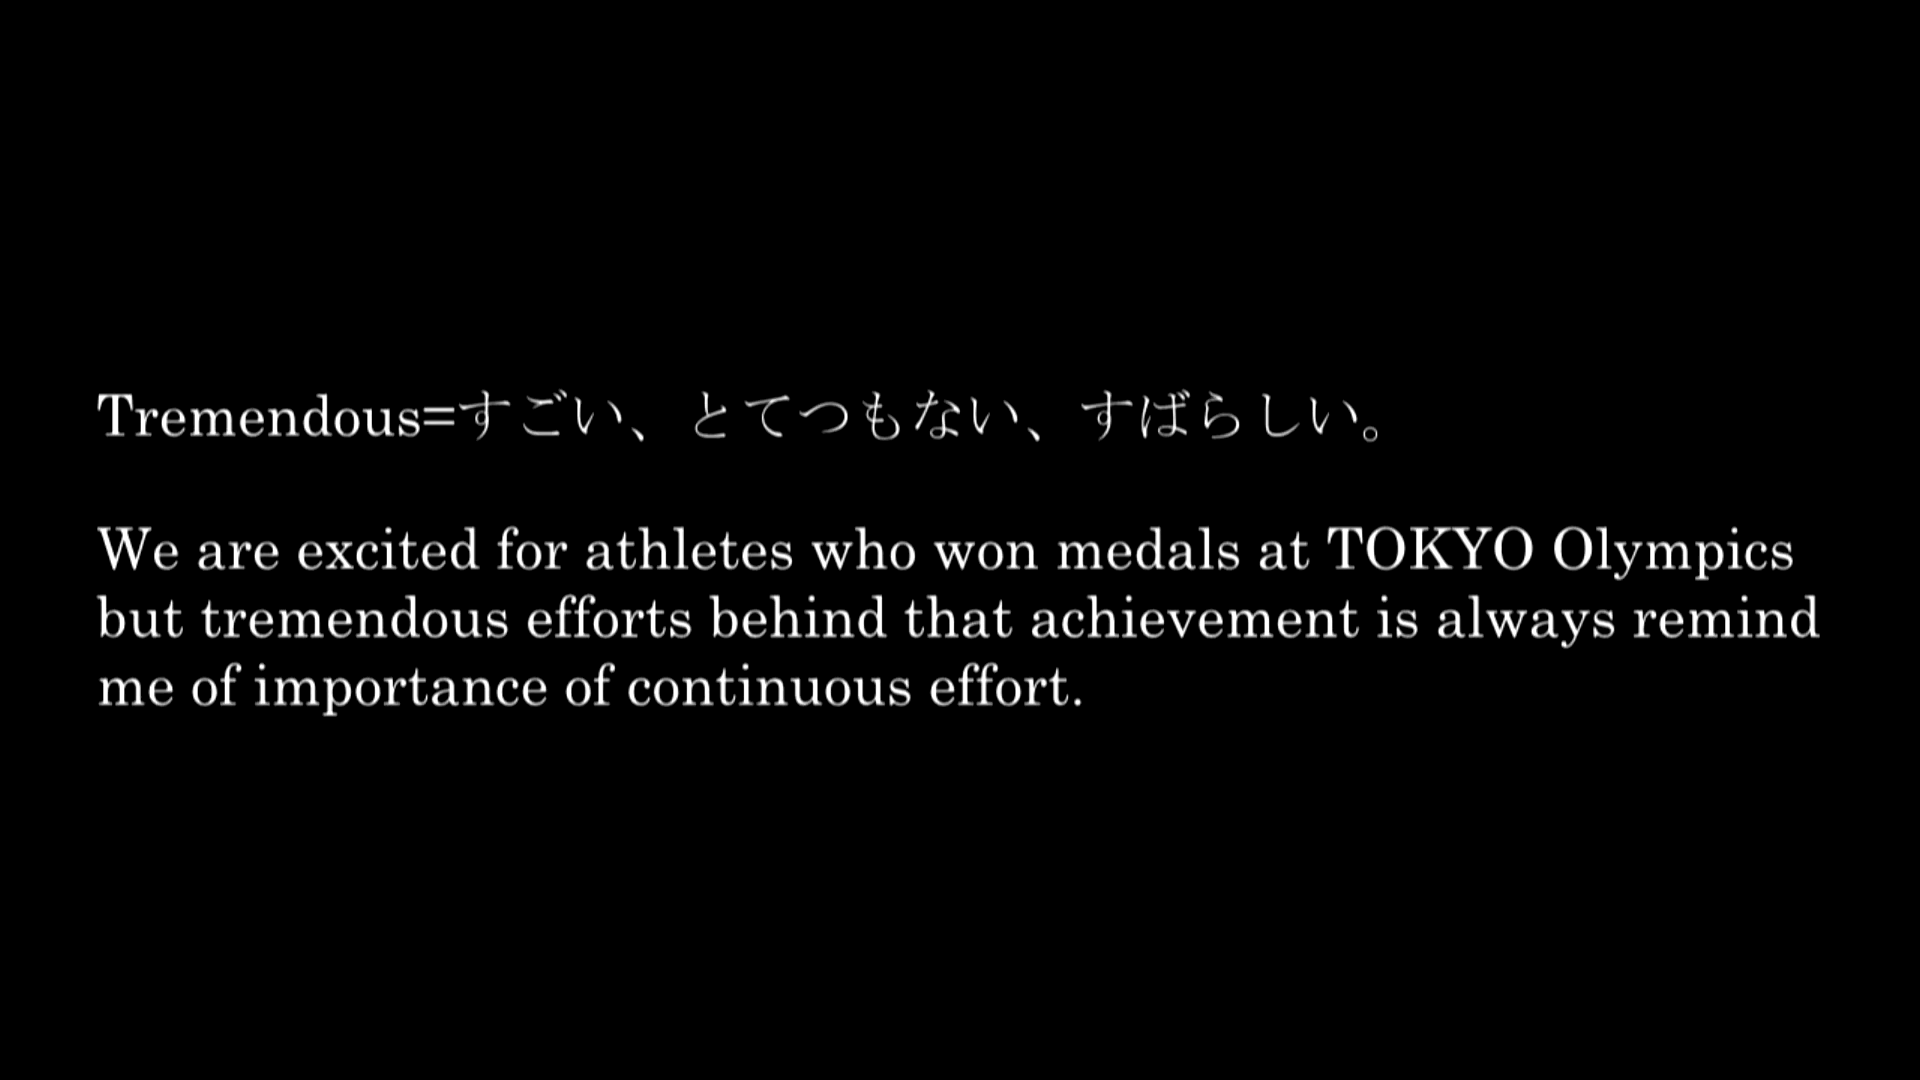 Tremendous=すごい、とてつもない、すばらしい。
We are excited for athletes who won medals at TOKYO Olympics
but tremendous efforts behind that achievement is always remind
me of importance of continuous effort.